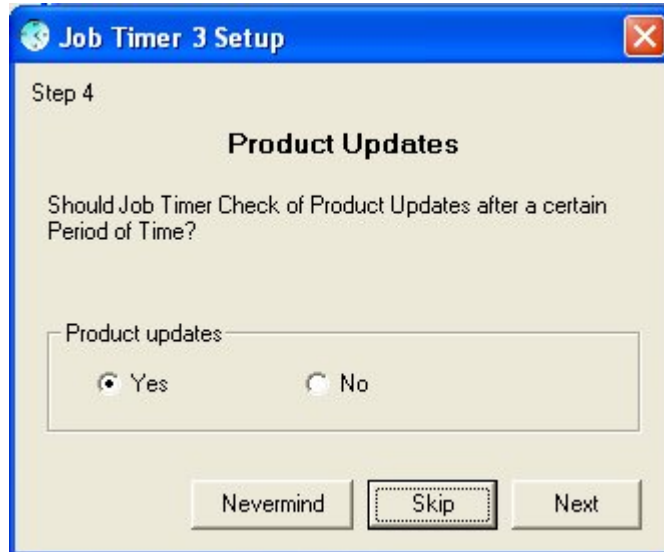 Job Timer 3 Setup
Step 4
Product Updates
Should Job Timer Check of Product Updates after a certain
Period of Time?
Product updates
Yes No
Nevermind Skip Next